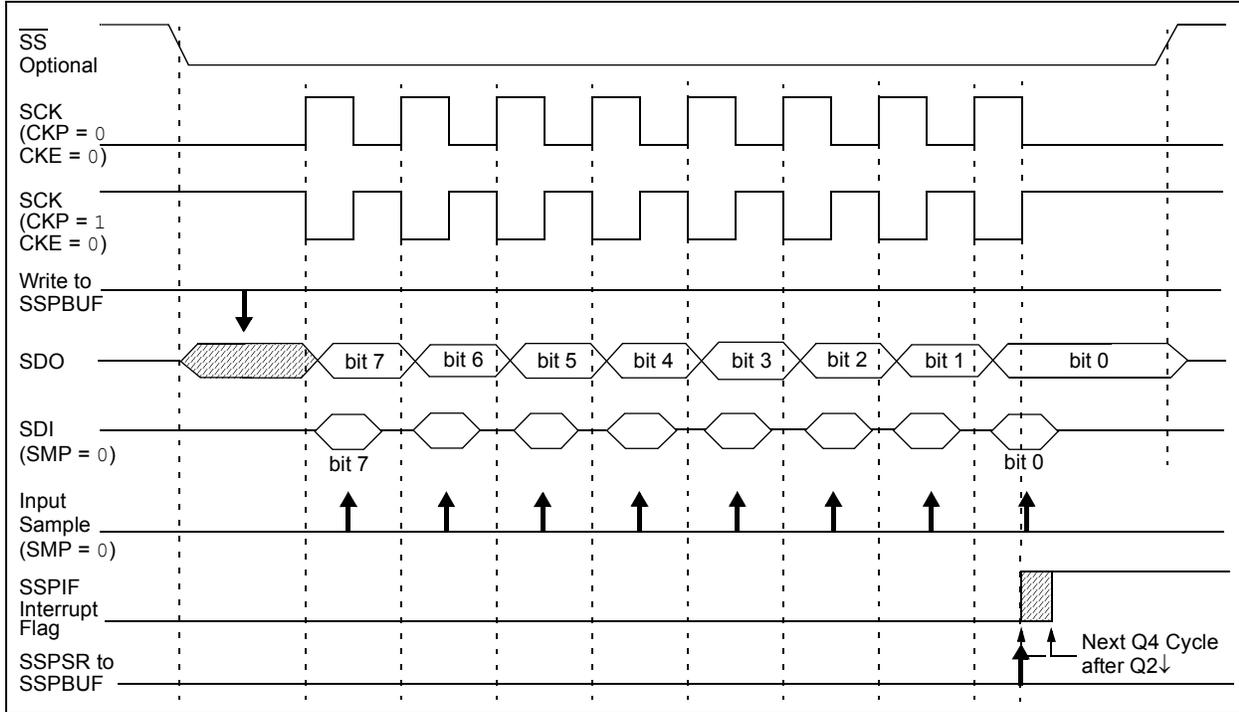 SS
Optional
SCK
(CKP = 0
CKE = 0)
SCK
(CKP = 1
CKE = 0)
Write to
SSPBUF
SDO
bit 7
bit 6
bit 5
bit 4
bit 3
bit 2
bit 1
bit 0
SDI
(SMP = 0)
bit 7
bit 0
Input
Sample
(SMP = 0)
SSPIF
Interrupt
Flag
Next Q4 Cycle
after Q2↓
SSPSR to
SSPBUF